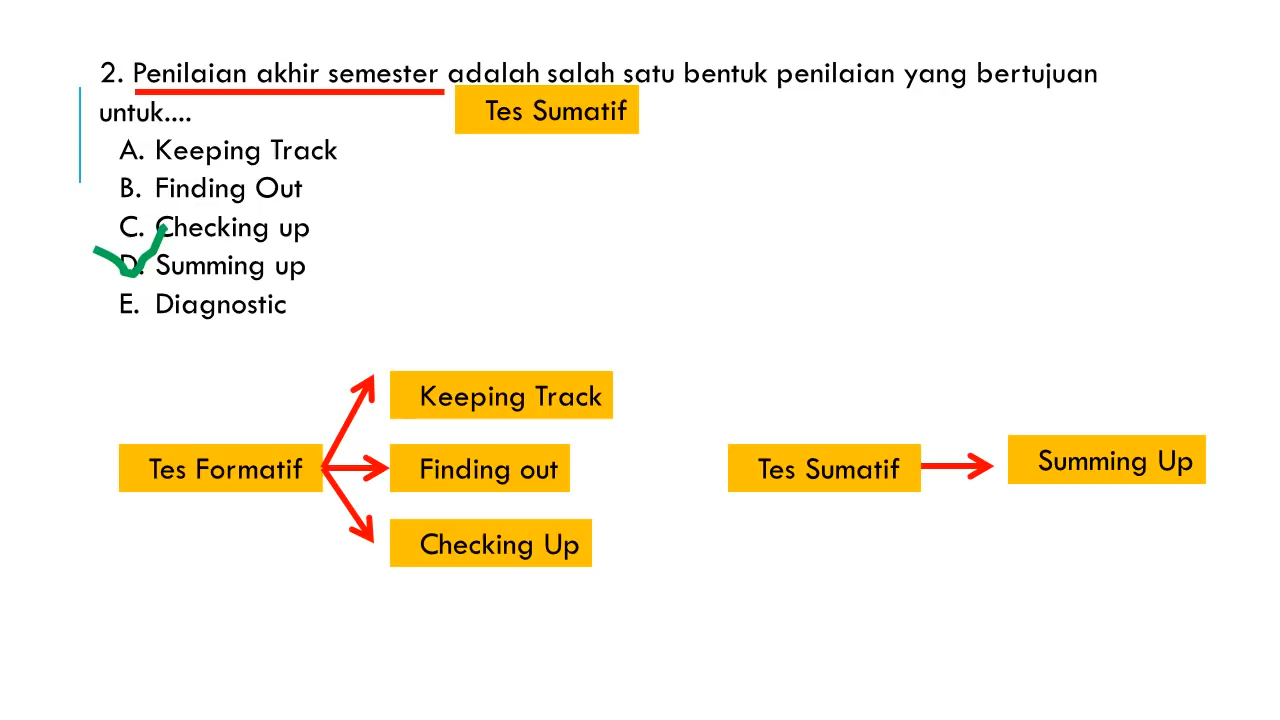 2. Penilaian akhir semester adalah salah satu bentuk penilaian yang bertujuan
untuk....
Tes Sumatif
A. Keeping Track
B. Finding Out
C. Checking up
D. Summing up
E. Diagnostic
Keeping Track
Tes Formatif
Finding out
Checking Up
Tes Sumatif
Summing Up